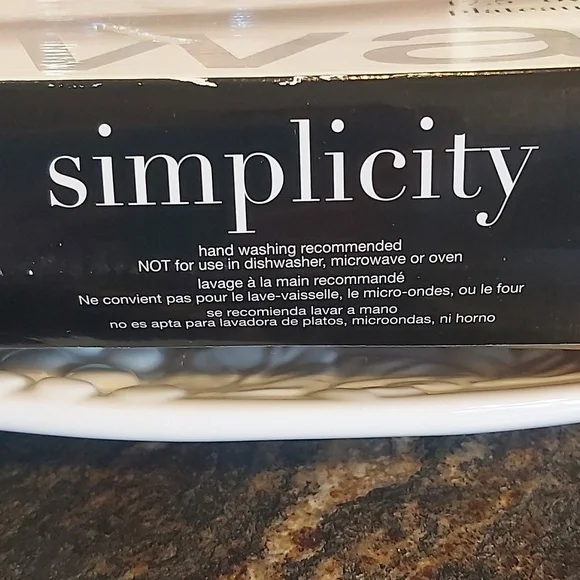 wa
simplicity
hand washing recommended
NOT for use in dishwasher, microwave or oven
lavage à la main recommandé
Ne convient pas pour le lave-vaisselle, le micro-ondes, ou le four
se recomienda lavar a mano
no es apta para lavadora de platos, microondas, ni horno